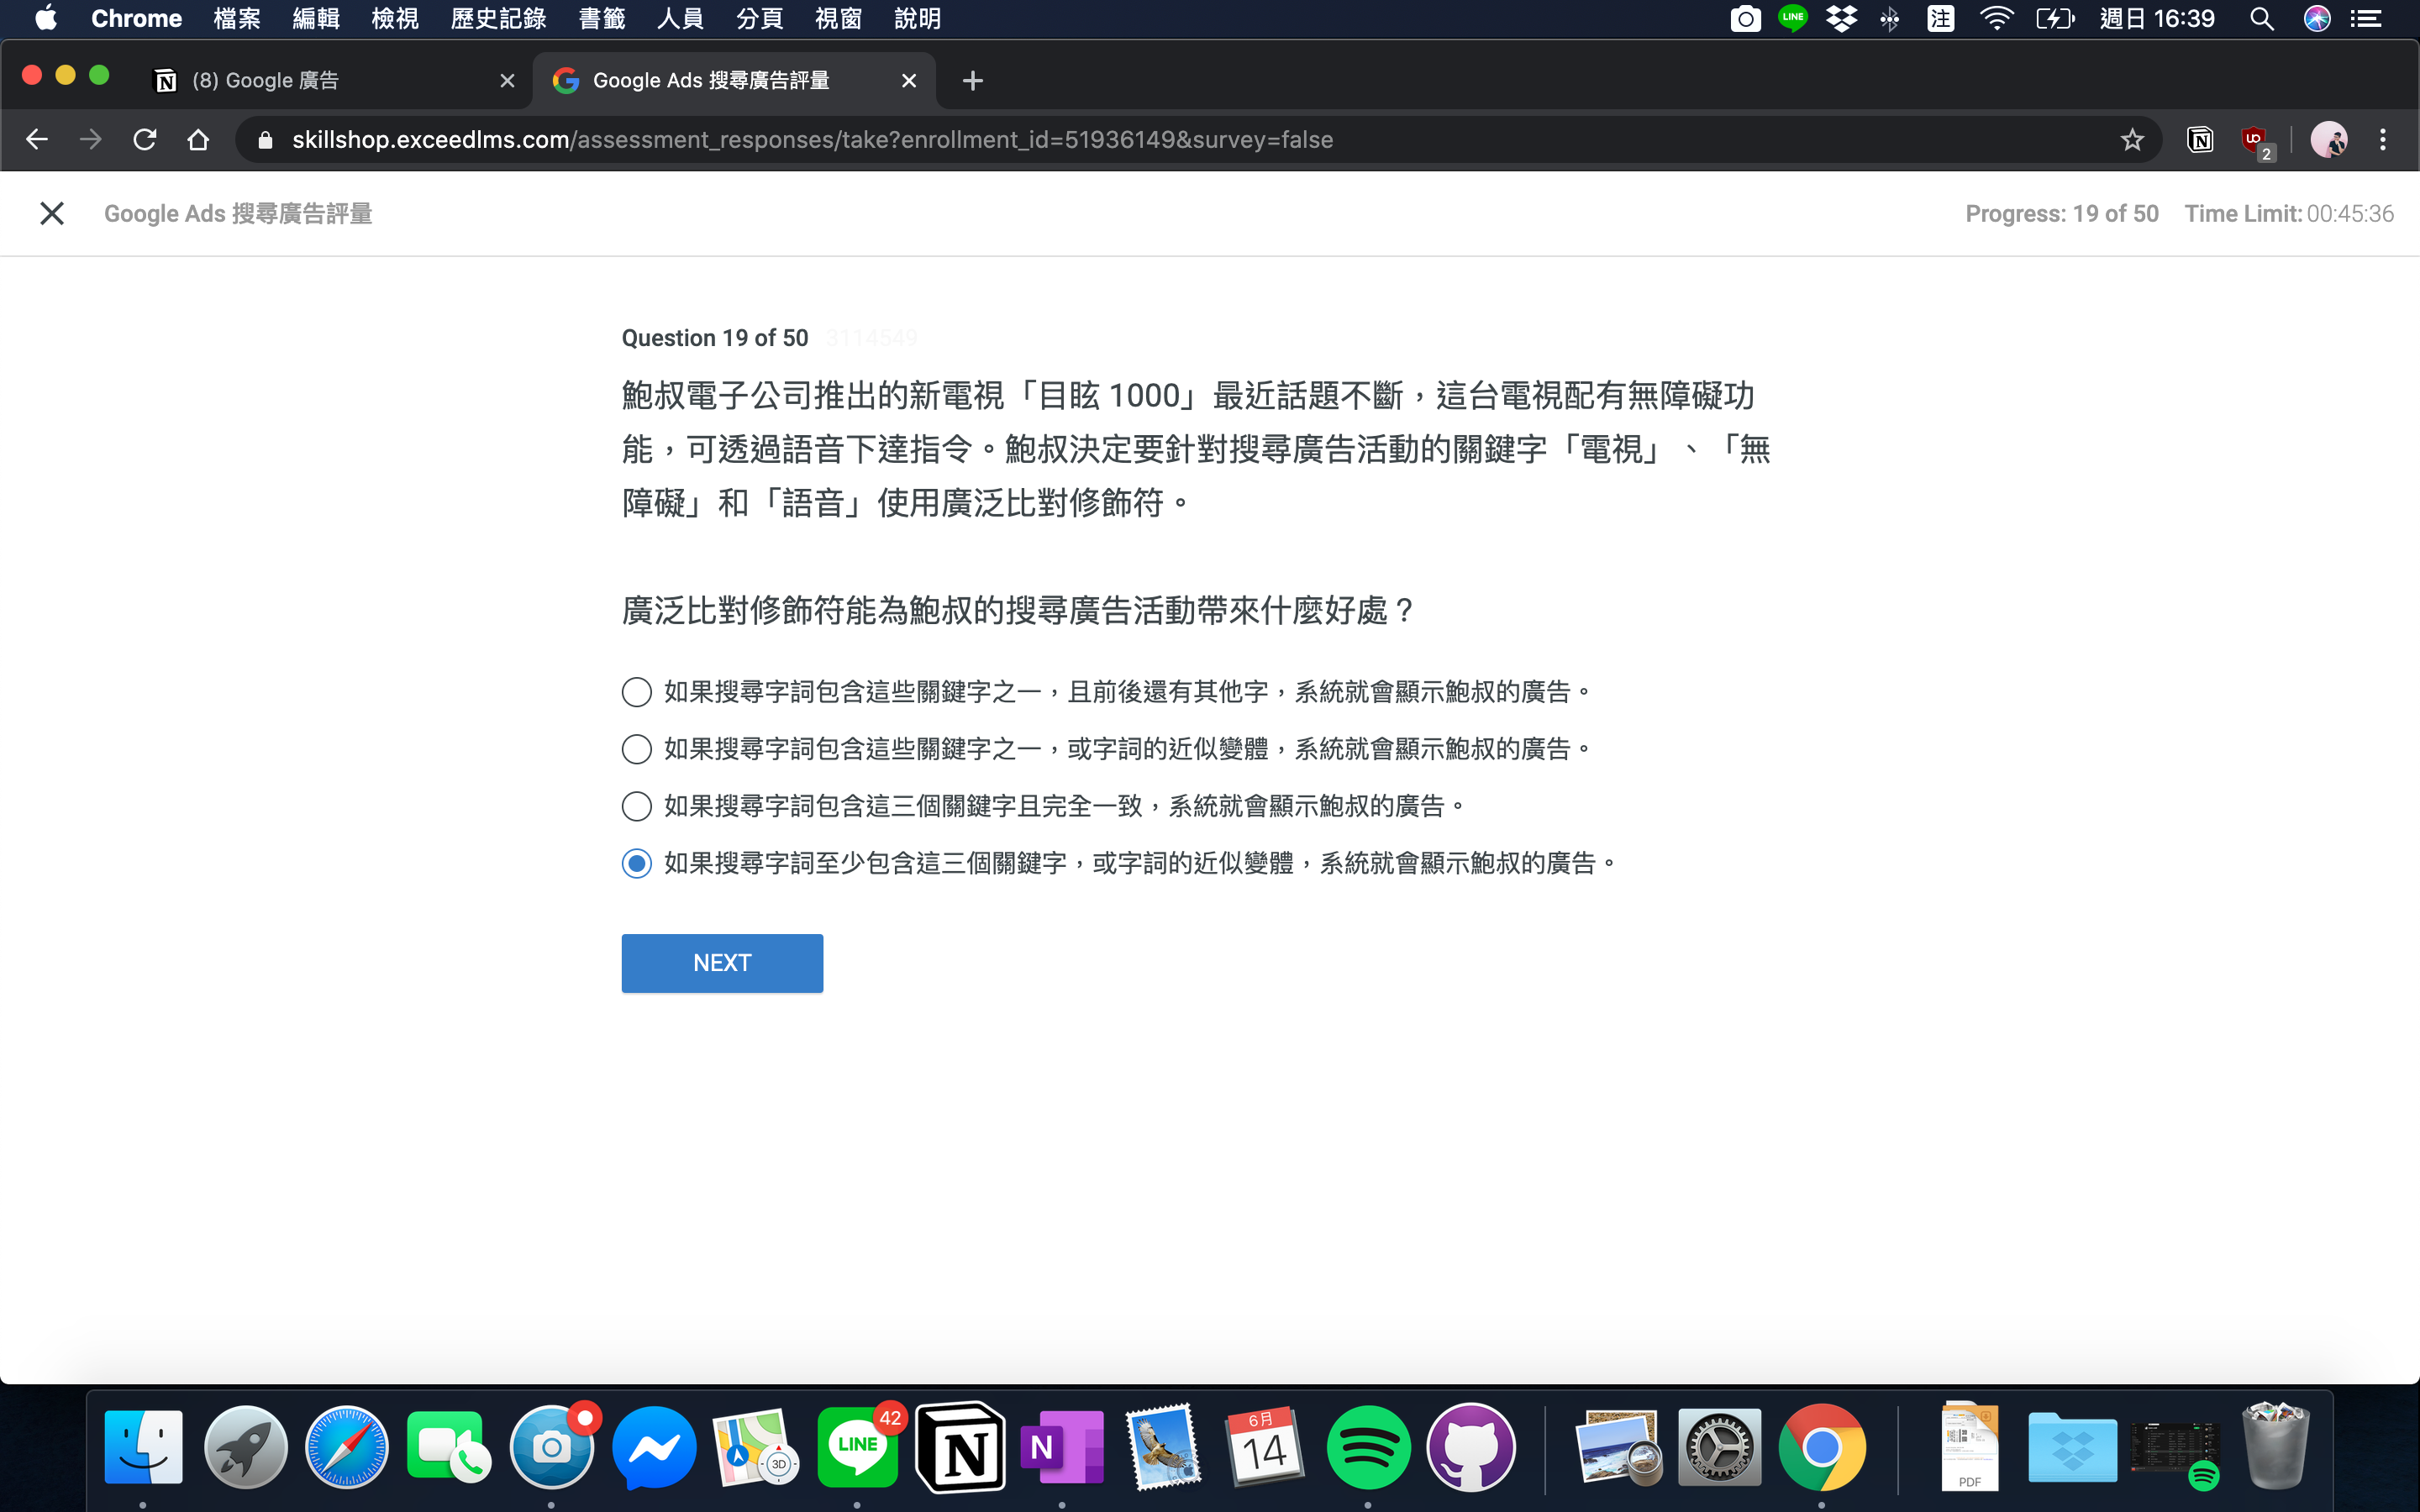 Chrome 檔案 編輯 檢視 歷史記錄 書籤 人員 分頁 視窗 說明 LINE 注 週日 16:39
(8) Google 廣告 Google Ads 搜尋廣告評量
skillshop.exceedlms.com/assessment_responses/take?enrollment_id=51936149&survey=false 2
Google Ads 搜尋廣告評量 Progress: 19 of 50 Time Limit: 00:45:36
Question 19 of 50 3114549
鮑叔電子公司推出的新電視「目眩 1000」最近話題不斷，這台電視配有無障礙功
能，可透過語音下達指令。鮑叔決定要針對搜尋廣告活動的關鍵字「電視」、「無
障礙」和「語音」使用廣泛比對修飾符。
廣泛比對修飾符能為鮑叔的搜尋廣告活動帶來什麼好處？
如果搜尋字詞包含這些關鍵字之一，且前後還有其他字，系統就會顯示鮑叔的廣告。
如果搜尋字詞包含這些關鍵字之一，或字詞的近似變體，系統就會顯示鮑叔的廣告。
如果搜尋字詞包含這三個關鍵字且完全一致，系統就會顯示鮑叔的廣告。
如果搜尋字詞至少包含這三個關鍵字，或字詞的近似變體，系統就會顯示鮑叔的廣告。
NEXT
3D LINE 42 N N 6月 14 PDF